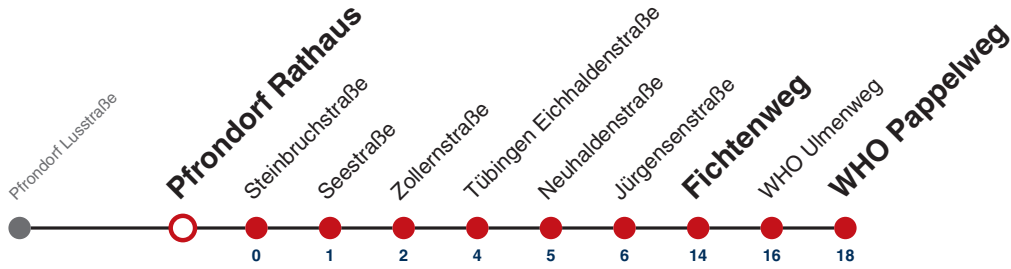 Pfrondorf Lusstraße
Pfrondorf Rathaus
Steinbruchstraße
Seestraße
Zollernstraße
Tübingen Eichhaldenstraße
Neuhaldenstraße
Jürgensenstraße
Fichtenweg
WHO Ulmenweg
WHO Pappelweg
0 1 2 4 5 6 14 16 18